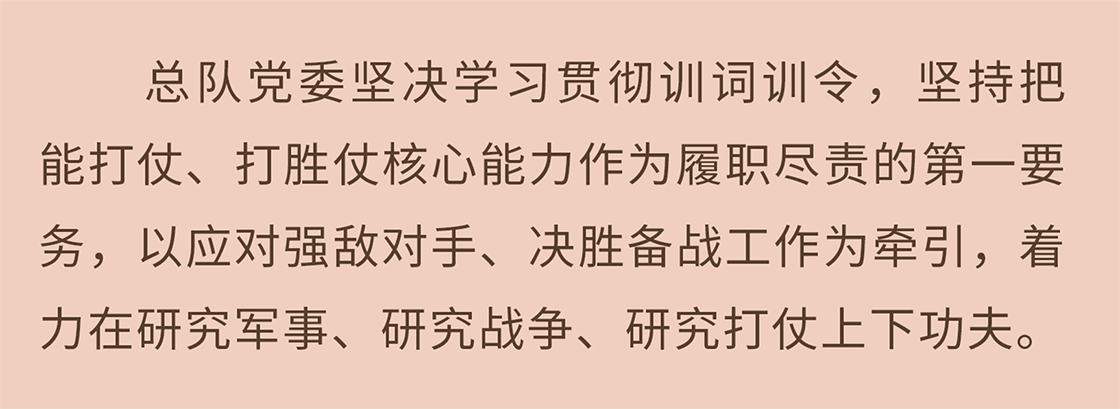 总队党委坚决学习贯彻训词训令，坚持把
能打仗、打胜仗核心能力作为履职尽责的第一要
务，以应对强敌对手、决胜备战工作为牵引，着
力在研究军事、研究战争、研究打仗上下功夫。